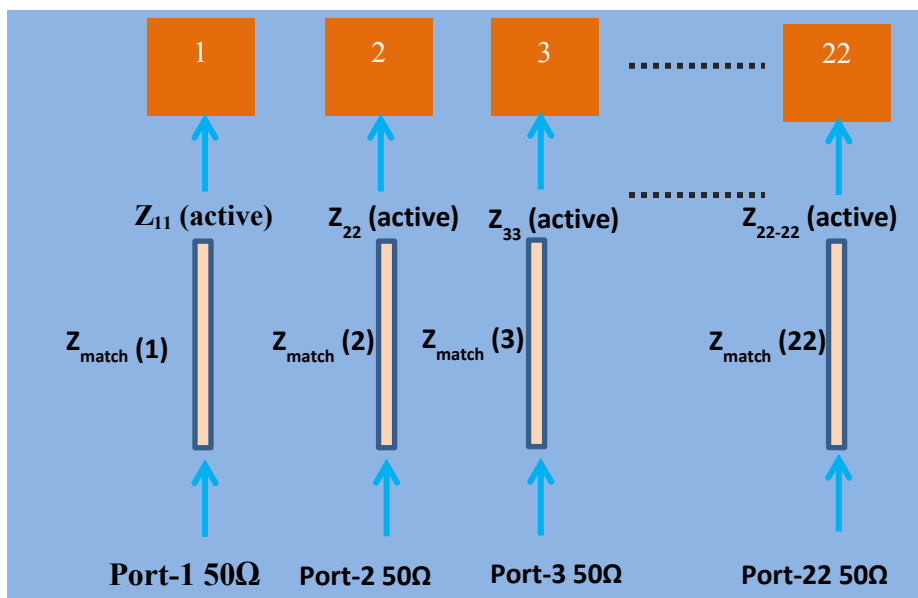 1 2 3 22
Z11 (active) Z22 (active) Z33 (active) Z22-22 (active)
Zmatch (1) Zmatch (2) Zmatch (3) Zmatch (22)
Port-1 50Ω Port-2 50Ω Port-3 50Ω Port-22 50Ω